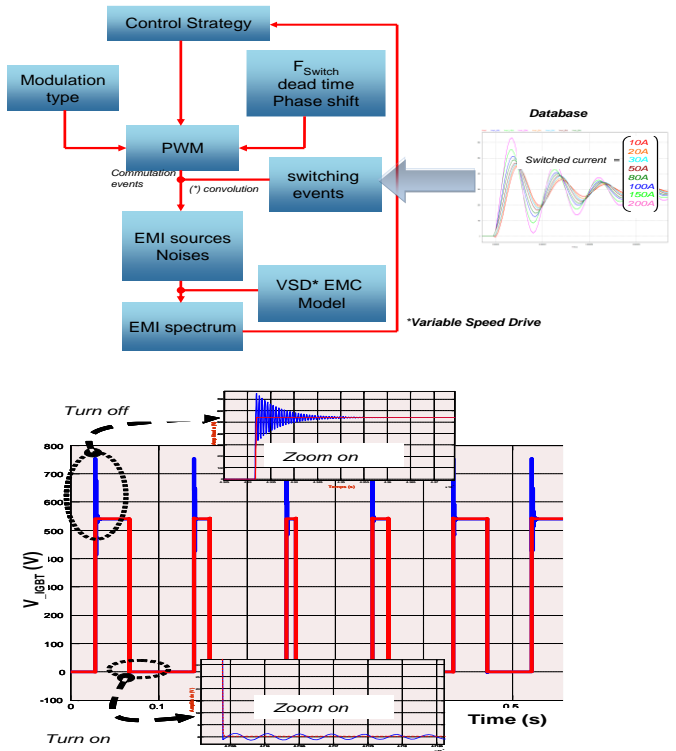 Control Strategy
Modulation
type
FSwitch
dead time
Phase shift
PWM
Commutation
events
(*) convolution
switching
events
Database
Switched current =
10A
20A
30A
50A
80A
100A
150A
200A
EMI sources
Noises
VSD* EMC
Model
EMI spectrum
*Variable Speed Drive
Turn off
Zoom on
Temps (s)
800
700
600
500
400
300
200
100
0
-100
V_IGBT (V)
0
0.1
0.5
Time (s)
Zoom on
Turn on